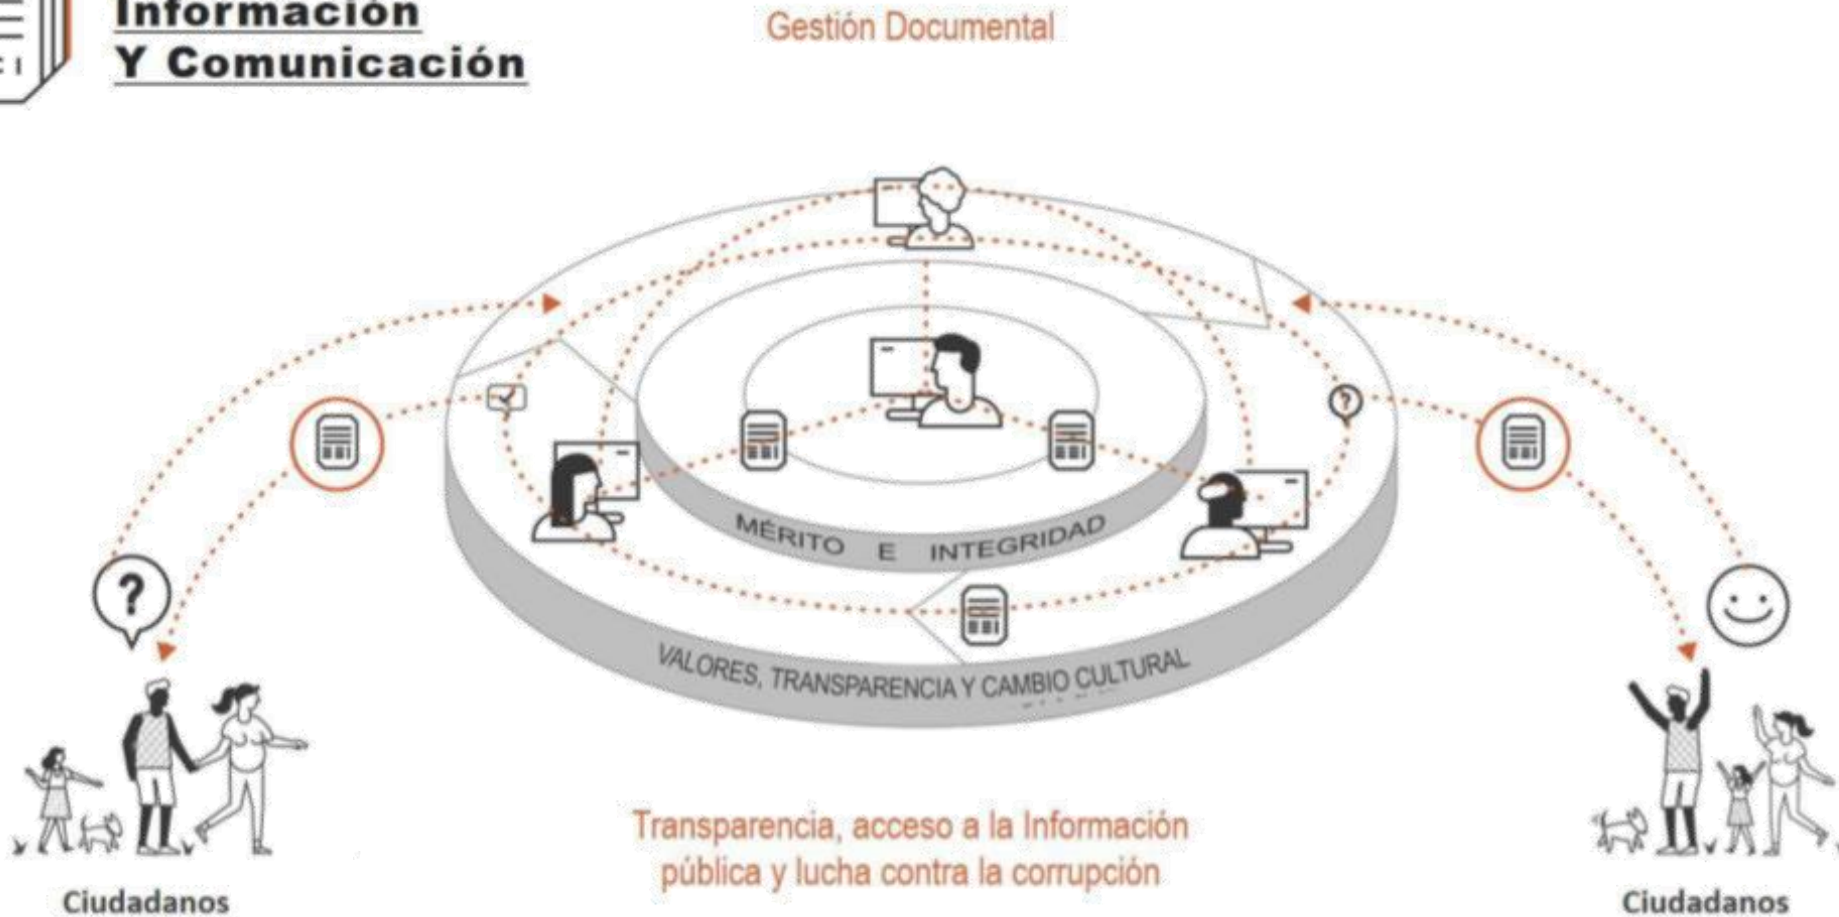 Información
Y Comunicación
Gestión Documental
?
MÉRITO E INTEGRIDAD
VALORES, TRANSPARENCIA Y CAMBIO CULTURAL
?
Transparencia, acceso a la Información
pública y lucha contra la corrupción
Ciudadanos
Ciudadanos